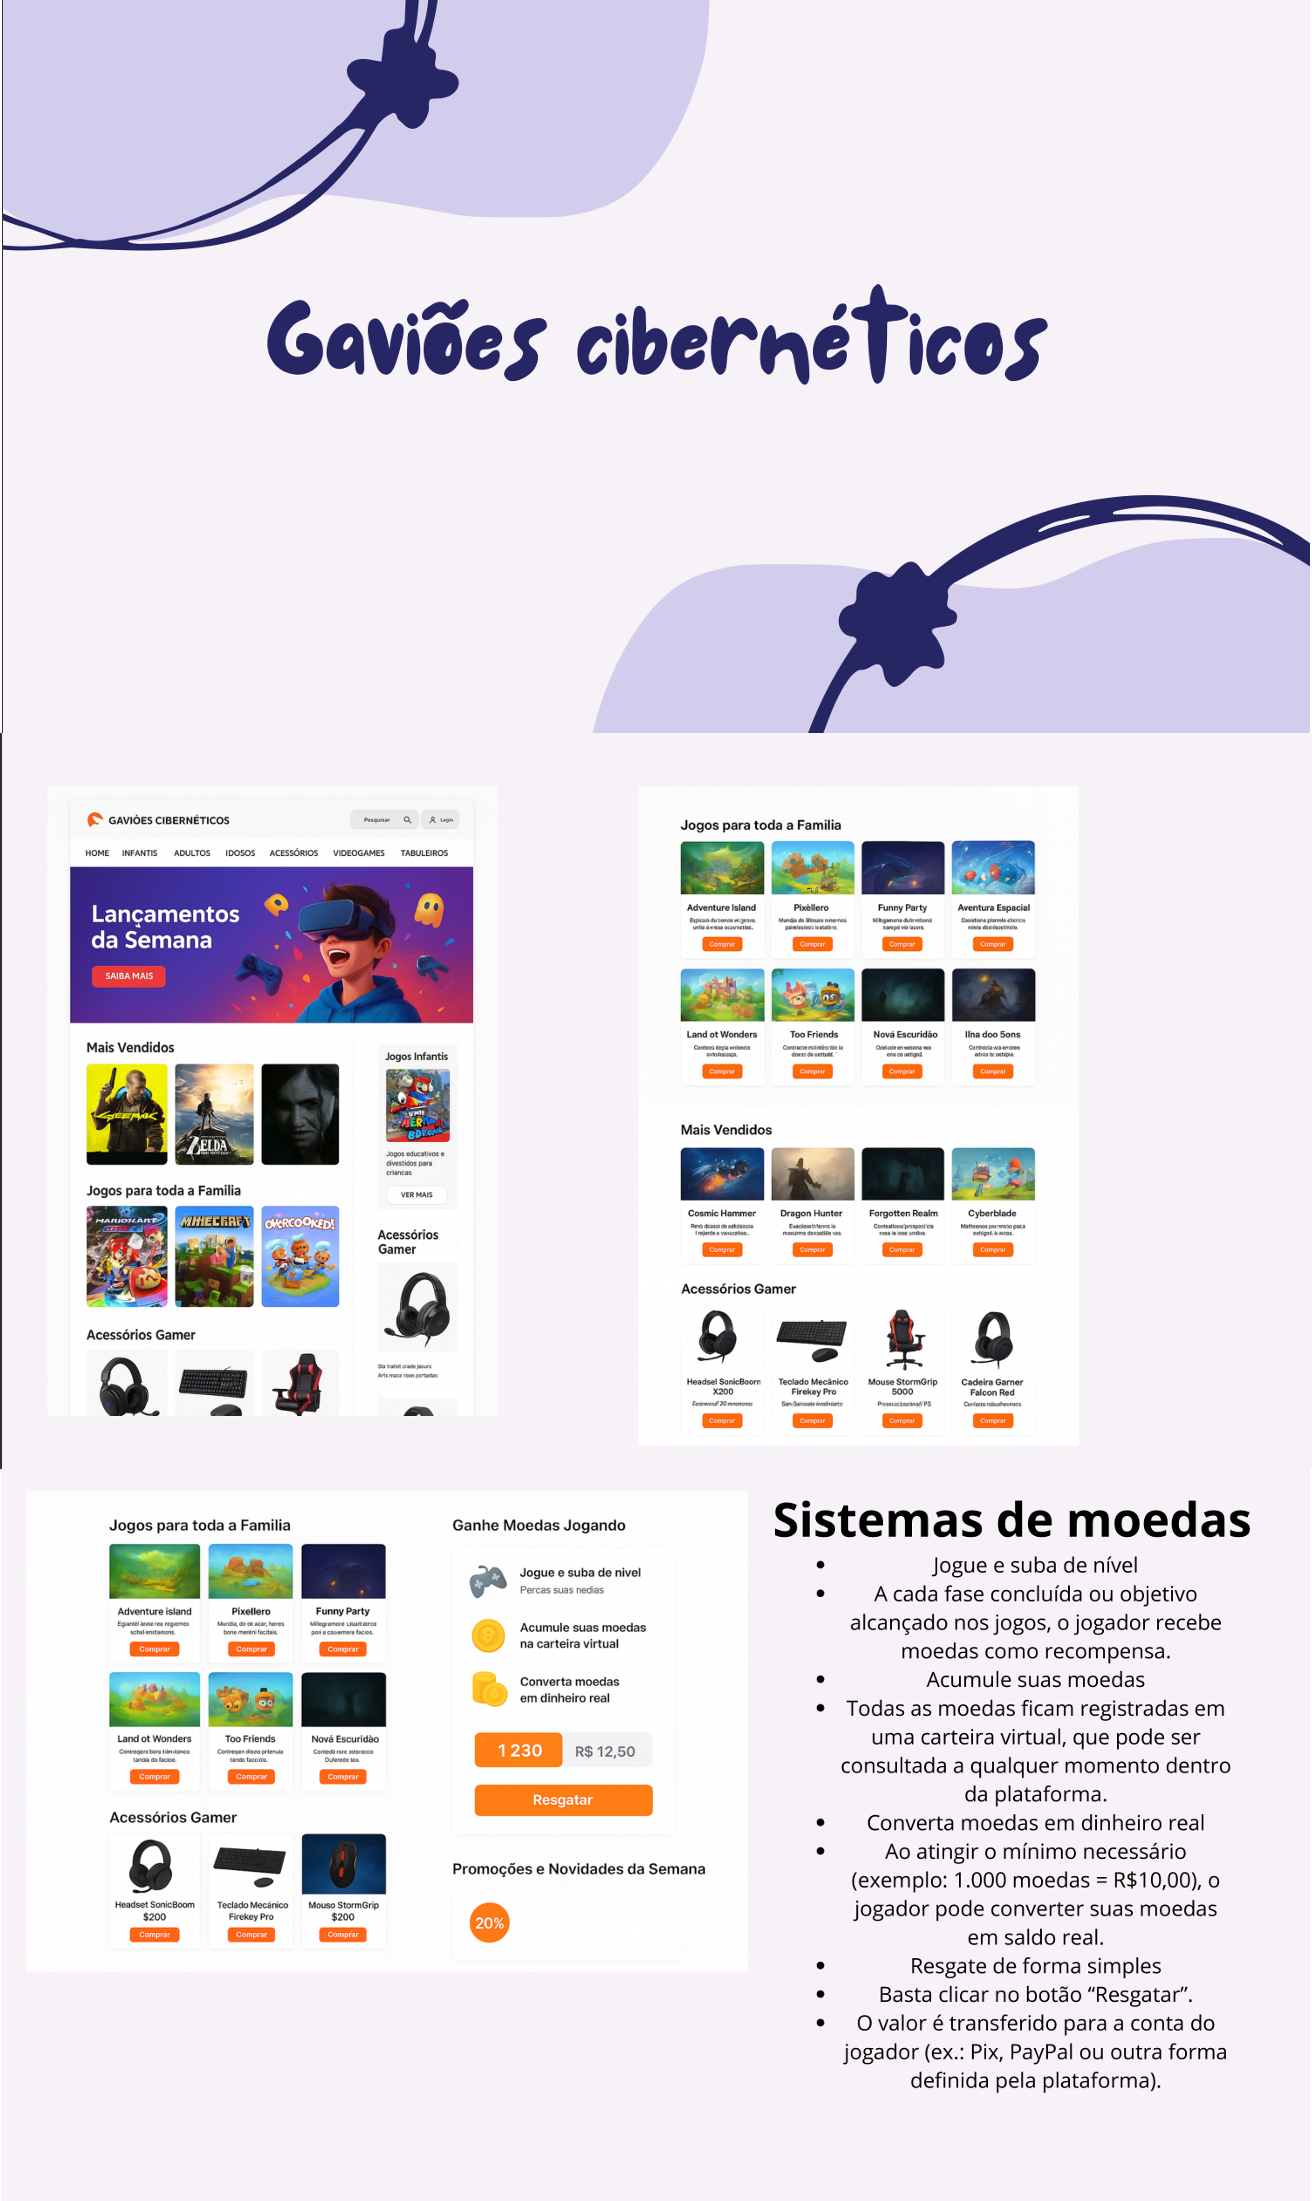 Gaviões cibernéticos
GAVIÕES CIBERNÉTICOS
Pesquisar
Login
HOME INFANTIS ADULTOS IDOSOS ACESSÓRIOS VIDEOGAMES TABULEIROS
Lançamentos
da Semana
SAIBA MAIS
Mais Vendidos
ZELDA
Jogos para toda a Familia
MARIOKART
MINECRAFT
OVERCOOKED!
Acessórios Gamer
Jogos Infantis
Jogos educativos e
divestidos para
criancas
VER MAIS
Acessórios
Gamer
Jogos para toda a Familia
Adventure Island Pixèllero Funny Party Aventura Espacial
Comprar Comprar Comprar Comprar
Land ot Wonders Too Friends Nová Escuridão Ilna doo Sons
Comprar Comprar Comprar Comprar
Mais Vendidos
Cosmic Hammer Dragon Hunter Forgotten Realm Cyberblade
Comprar Comprar Comprar Comprar
Acessórios Gamer
Headsel SonicBoorn Teclado Mecânico Mouse StormGrip Cadeira Garner
X200 Firekey Pro 5000 Falcon Red
Comprar Comprar Comprar Comprar
Jogos para toda a Familia
Adventure island Pixellero Funny Party
Comprar Comprar Comprar
Land ot Wonders Too Friends Nová Escuridão
Comprar Comprar Comprar
Acessórios Gamer
Headset SonicBoom Teclado Mecánico Mouso StormGrip
$200 Firekey Pro $200
Comprar Comprar Comprar
Ganhe Moedas Jogando
Jogue e suba de nivel
Percas suas nedias
Acumule suas moedas
na carteira virtual
Converta moedas
em dinheiro real
1 230 R$ 12,50
Resgatar
Promoções e Novidades da Semana
20%
Sistemas de moedas
Jogue e suba de nível
A cada fase concluída ou objetivo
alcançado nos jogos, o jogador recebe
moedas como recompensa.
Acumule suas moedas
Todas as moedas ficam registradas em
uma carteira virtual, que pode ser
consultada a qualquer momento dentro
da plataforma.
Converta moedas em dinheiro real
Ao atingir o mínimo necessário
(exemplo: 1.000 moedas = R$10,00), o
jogador pode converter suas moedas
em saldo real.
Resgate de forma simples
Basta clicar no botão “Resgatar”.
O valor é transferido para a conta do
jogador (ex.: Pix, PayPal ou outra forma
definida pela plataforma).